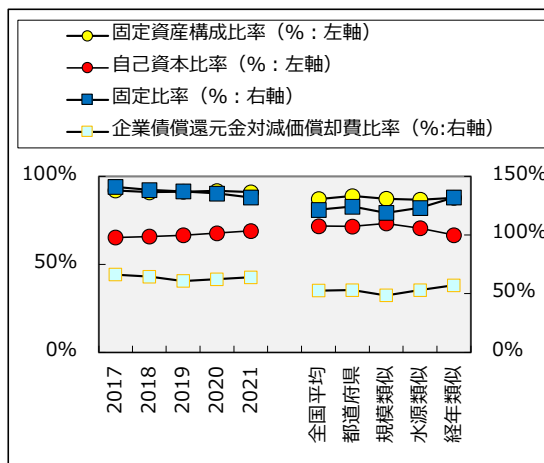 固定資産構成比率（%：左軸）
自己資本比率（%：左軸）
固定比率（%：右軸）
企業債償還元金対減価償却費比率（%:右軸）
100%
50%
0%
150%
100%
50%
0%
2017
2018
2019
2020
2021
全国平均
都道府県
規模類似
水源類似
経年類似